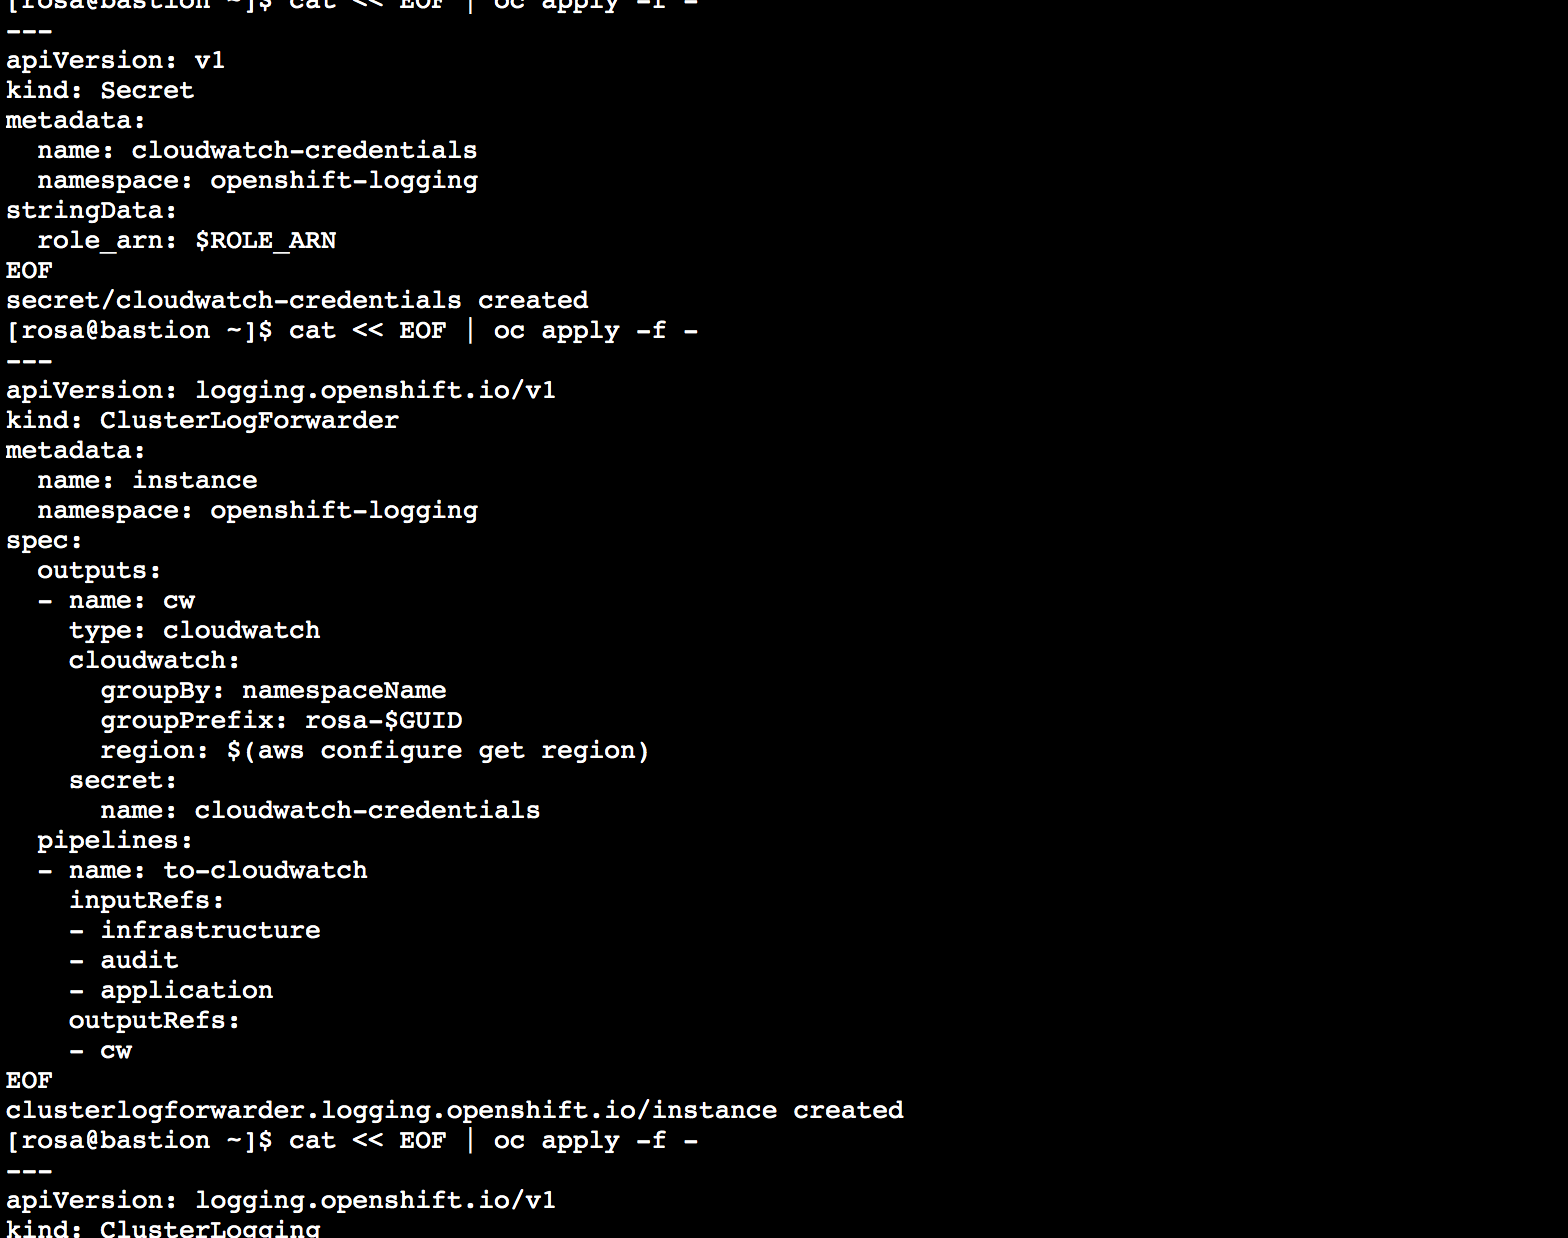 [rosa@bastion ~]$ cat << EOF | oc apply -f -
---
apiVersion: v1
kind: Secret
metadata:
  name: cloudwatch-credentials
  namespace: openshift-logging
stringData:
  role_arn: $ROLE_ARN
EOF
secret/cloudwatch-credentials created
[rosa@bastion ~]$ cat << EOF | oc apply -f -
---
apiVersion: logging.openshift.io/v1
kind: ClusterLogForwarder
metadata:
  name: instance
  namespace: openshift-logging
spec:
  outputs:
  - name: cw
    type: cloudwatch
    cloudwatch:
      groupBy: namespaceName
      groupPrefix: rosa-$GUID
      region: $(aws configure get region)
    secret:
      name: cloudwatch-credentials
  pipelines:
  - name: to-cloudwatch
    inputRefs:
    - infrastructure
    - audit
    - application
    outputRefs:
    - cw
EOF
clusterlogforwarder.logging.openshift.io/instance created
[rosa@bastion ~]$ cat << EOF | oc apply -f -
---
apiVersion: logging.openshift.io/v1
kind: ClusterLogging